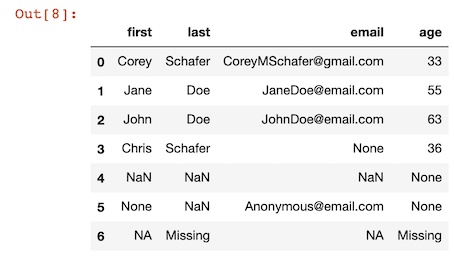 Out[8]:
first last email age
0 Corey Schafer CoreyMSchafer@gmail.com 33
1 Jane Doe JaneDoe@email.com 55
2 John Doe JohnDoe@email.com 63
3 Chris Schafer None 36
4 NaN NaN NaN None
5 None NaN Anonymous@email.com None
6 NA Missing NA Missing